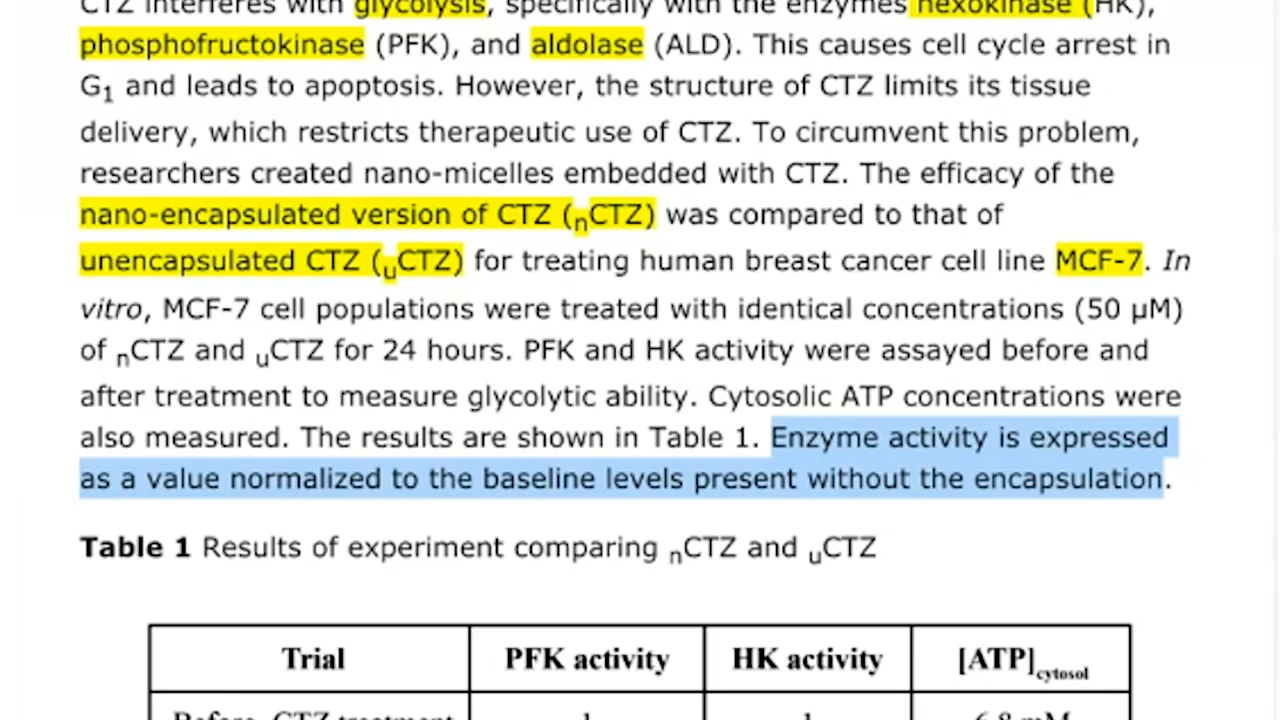 CTZ interferes with glycolysis, specifically with the enzymes hexokinase (HK),
phosphofructokinase (PFK), and aldolase (ALD). This causes cell cycle arrest in
G₁ and leads to apoptosis. However, the structure of CTZ limits its tissue
delivery, which restricts therapeutic use of CTZ. To circumvent this problem,
researchers created nano-micelles embedded with CTZ. The efficacy of the
nano-encapsulated version of CTZ (ₙCTZ) was compared to that of
unencapsulated CTZ (ᵤCTZ) for treating human breast cancer cell line MCF-7. In
vitro, MCF-7 cell populations were treated with identical concentrations (50 µM)
of ₙCTZ and ᵤCTZ for 24 hours. PFK and HK activity were assayed before and
after treatment to measure glycolytic ability. Cytosolic ATP concentrations were
also measured. The results are shown in Table 1. Enzyme activity is expressed
as a value normalized to the baseline levels present without the encapsulation.
Table 1 Results of experiment comparing ₙCTZ and ᵤCTZ
Trial PFK activity HK activity [ATP]cytosol
Before CTZ treatment 1 1 6.8 mM